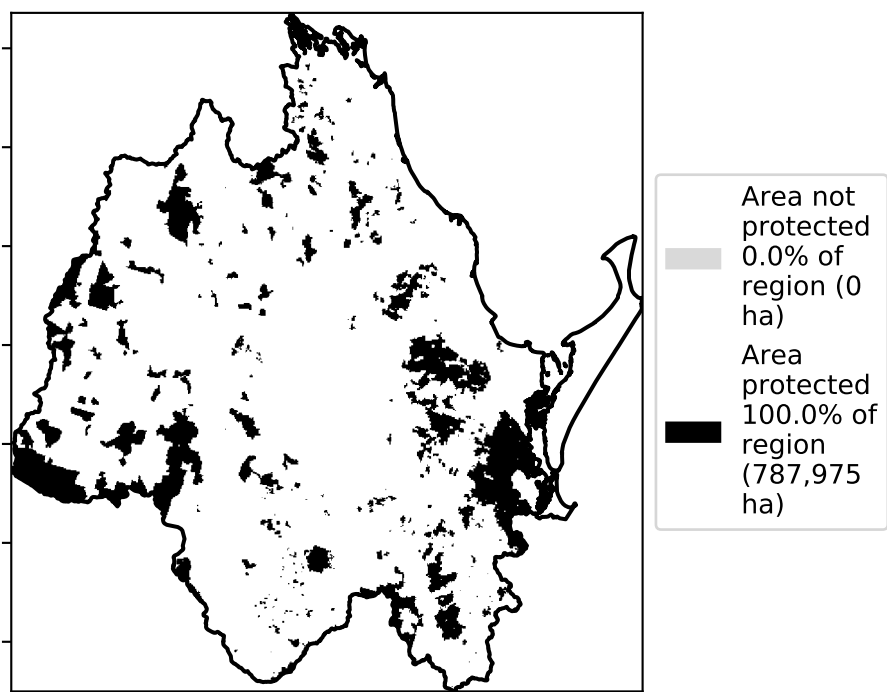 Area not
protected
0.0% of
region (0
ha)
Area
protected
100.0% of
region
(787,975
ha)